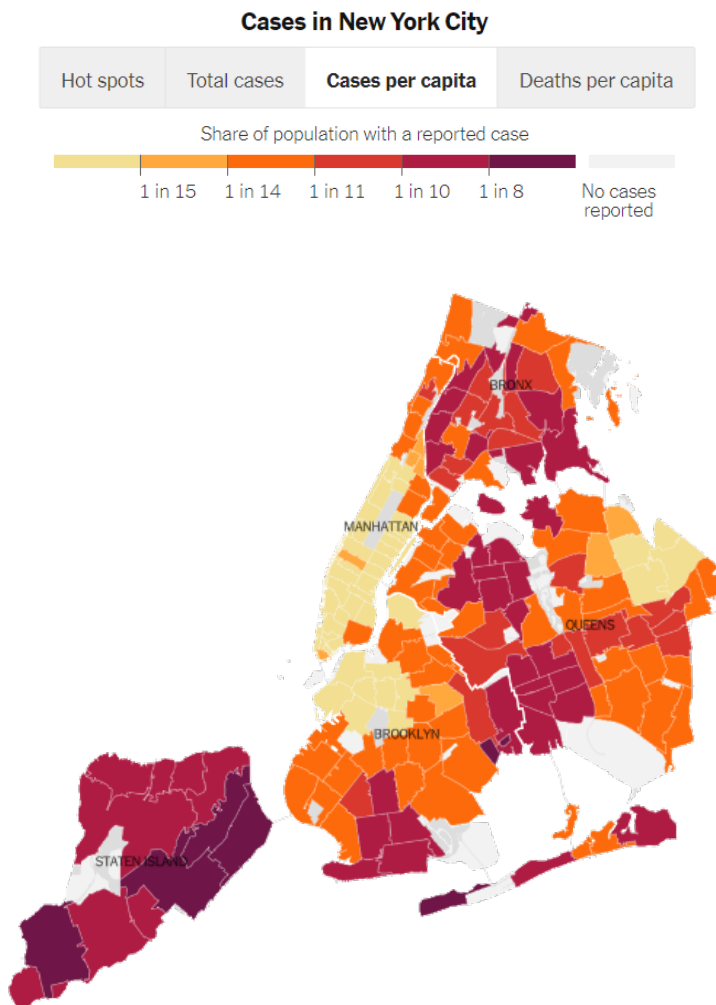 Cases in New York City
Hot spots Total cases Cases per capita Deaths per capita
Share of population with a reported case
1 in 15 1 in 14 1 in 11 1 in 10 1 in 8 No cases
reported
BRONX
MANHATTAN
QUEENS
BROOKLYN
STATEN ISLAND